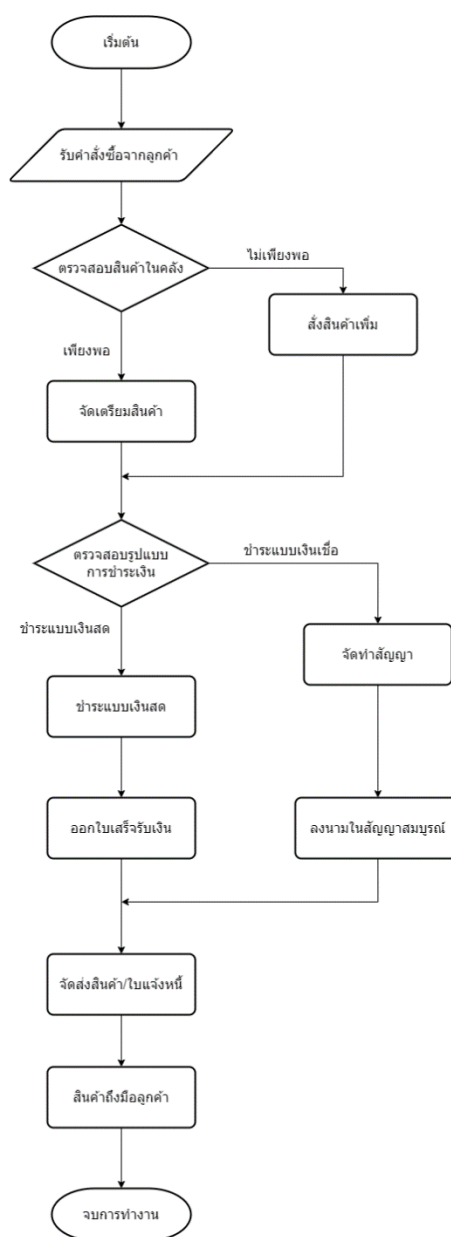 เริ่มต้น
รับคำสั่งซื้อจากลูกค้า
ตรวจสอบสินค้าในคลัง
ไม่เพียงพอ
สั่งสินค้าเพิ่ม
เพียงพอ
จัดเตรียมสินค้า
ตรวจสอบรูปแบบ
การชำระเงิน
ชำระแบบเงินเชื่อ
ชำระแบบเงินสด
จัดทำสัญญา
ชำระแบบเงินสด
ออกใบเสร็จรับเงิน
ลงนามในสัญญาสมบูรณ์
จัดส่งสินค้า/ใบแจ้งหนี้
สินค้าถึงมือลูกค้า
จบการทำงาน